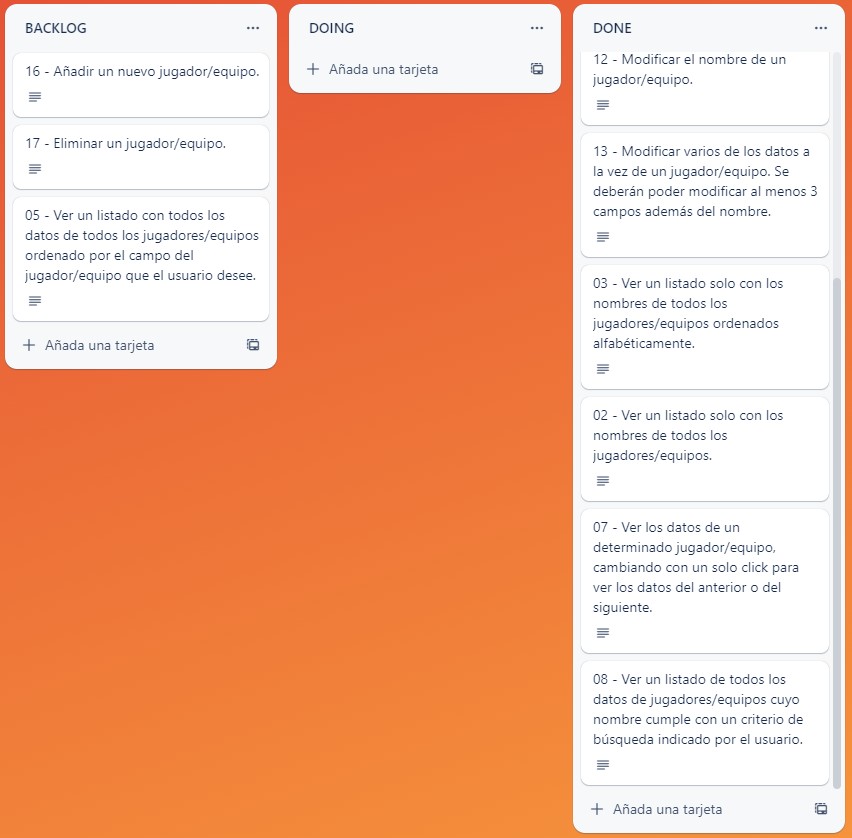 BACKLOG
16 - Añadir un nuevo jugador/equipo.
17 - Eliminar un jugador/equipo.
05 - Ver un listado con todos los
datos de todos los jugadores/equipos
ordenado por el campo del
jugador/equipo que el usuario desee.
Añada una tarjeta
DOING
Añada una tarjeta
DONE
12 - Modificar el nombre de un
jugador/equipo.
13 - Modificar varios de los datos a
la vez de un jugador/equipo. Se
deberán poder modificar al menos 3
campos además del nombre.
03 - Ver un listado solo con los
nombres de todos los
jugadores/equipos ordenados
alfabéticamente.
02 - Ver un listado solo con los
nombres de todos los
jugadores/equipos.
07 - Ver los datos de un
determinado jugador/equipo,
cambiando con un solo click para
ver los datos del anterior o del
siguiente.
08 - Ver un listado de todos los
datos de jugadores/equipos cuyo
nombre cumple con un criterio de
búsqueda indicado por el usuario.
Añada una tarjeta